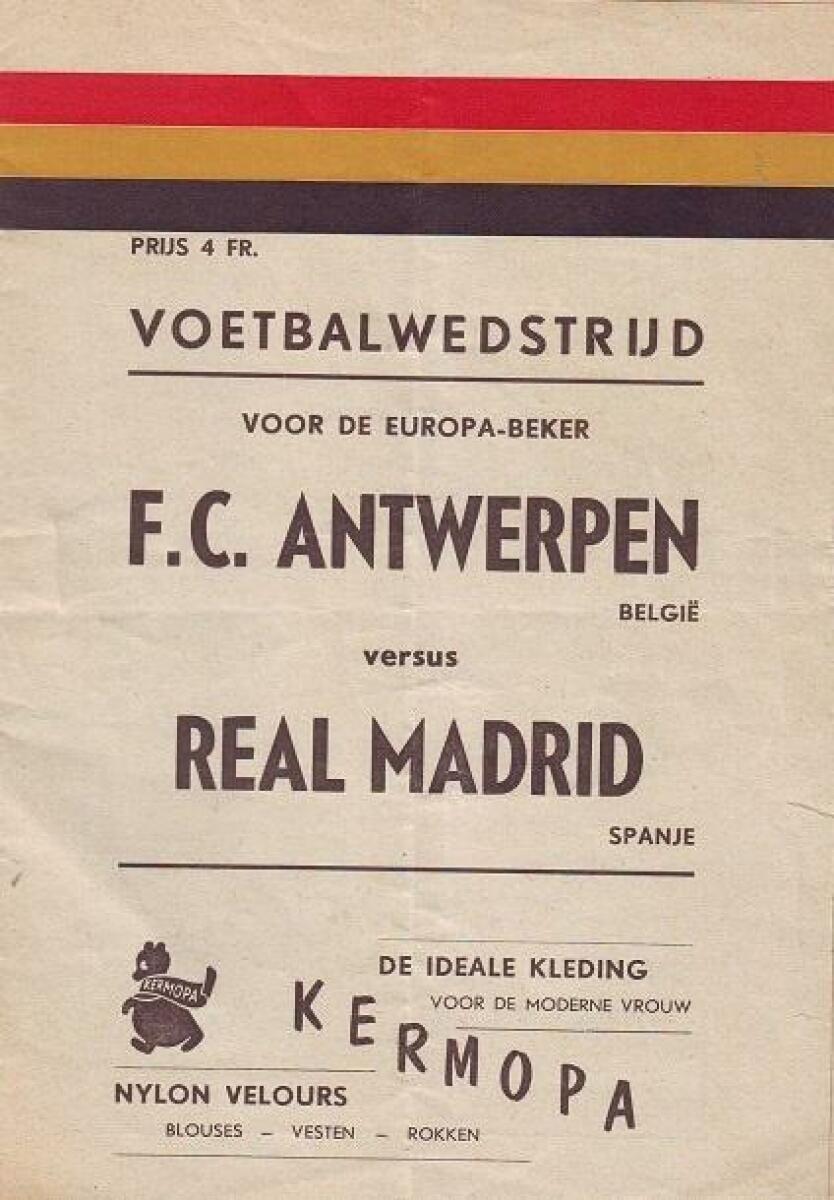 PRIJS 4 FR.
VOETBALWEDSTRIJD
VOOR DE EUROPA-BEKER
F.C. ANTWERPEN
BELGIË
versus
REAL MADRID
SPANJE
KERMOPA
DE IDEALE KLEDING
VOOR DE MODERNE VROUW
KERMOPA
NYLON VELOURS
BLOUSES – VESTEN – ROKKEN